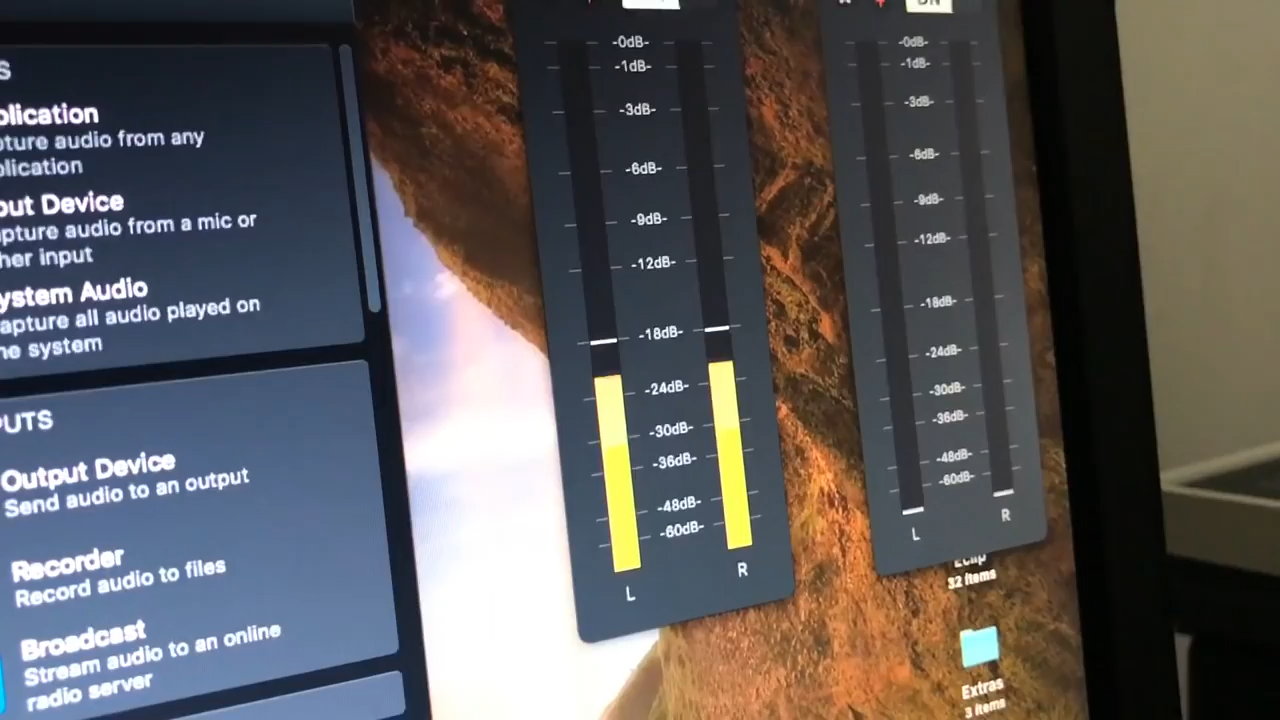 S
plication
pture audio from any
plication
out Device
apture audio from a mic or
her input
ystem Audio
apture all audio played on
he system
PUTS
Output Device
Send audio to an output
Recorder
Record audio to files
Broadcast
Stream audio to an online
radio server
-0dB-
-1dB-
-3dB-
-6dB-
-9dB-
-12dB-
-18dB-
-24dB-
-30dB-
-36dB-
-48dB-
-60dB-
L
R
-0dB-
-1dB-
-3dB-
-6dB-
-9dB-
-12dB-
-18dB-
-24dB-
-30dB-
-36dB-
-48dB-
-60dB-
L
R
32 items
Extras
3 items